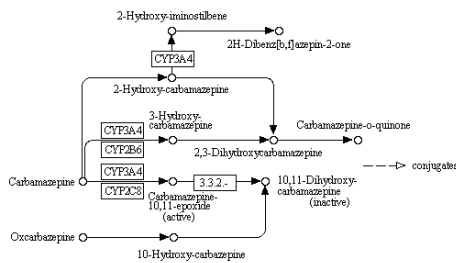 2-Hydroxy-iminostilbene
2H-Dibenz[b,f]azepin-2-one
CYP3A4
2-Hydroxy-carbamazepine
3-Hydroxy-
carbamazepine
CYP3A4
CYP2B6
Carbamazepine-o-quinone
2,3-Dihydroxycarbamazepine
conjugates
CYP3A4
CYP2C8
Carbamazepine
3.3.2.-
Carbamazepine-
10,11-epoxide
(active)
10,11-Dihydroxy-
carbamazepine
(inactive)
Oxcarbazepine
10-Hydroxy-carbazepine